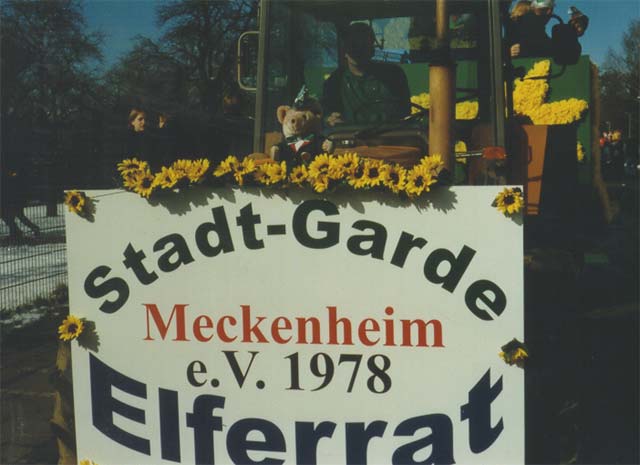 Stadt-Garde
Meckenheim
e.V. 1978
Elferrat